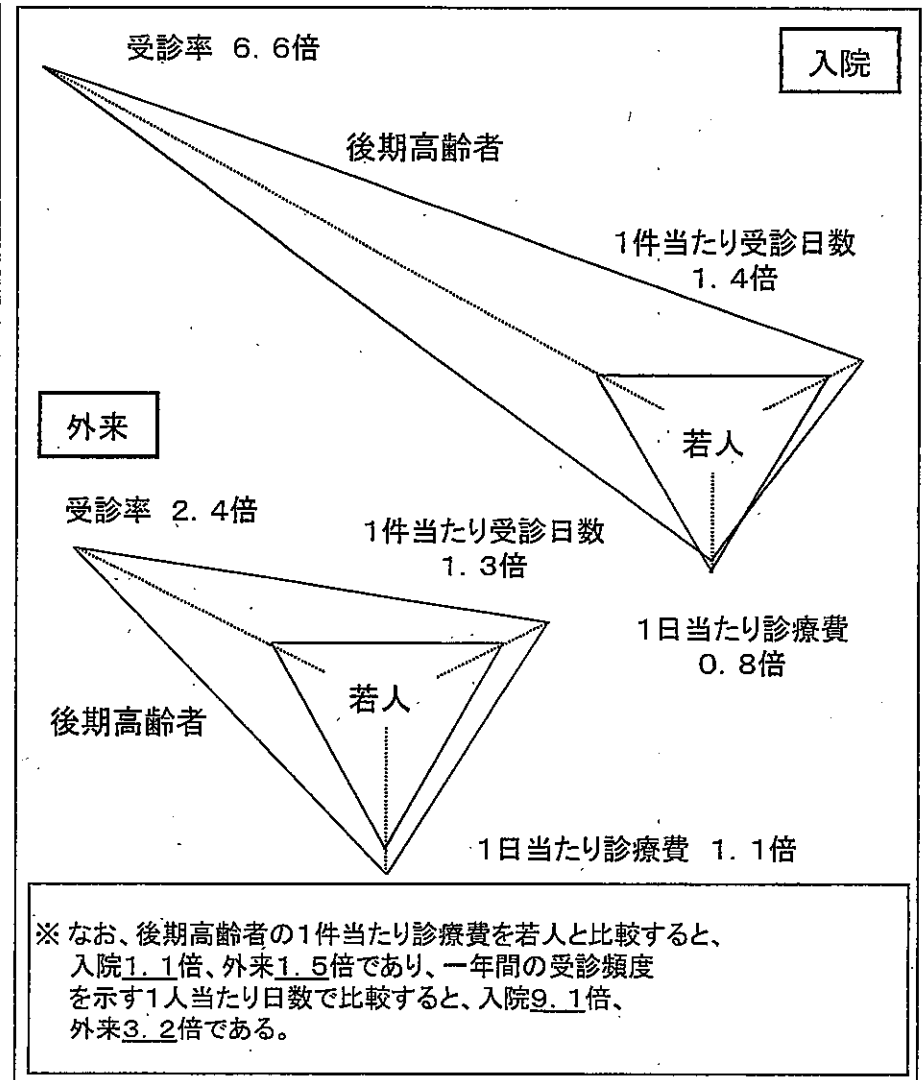 受診率 6.6倍
入院
後期高齢者
1件当たり受診日数
1.4倍
若人
1日当たり診療費
0.8倍
外来
受診率 2.4倍
1件当たり受診日数
1.3倍
若人
後期高齢者
1日当たり診療費 1.1倍
※ なお、後期高齢者の1件当たり診療費を若人と比較すると、
入院1.1倍、外来1.5倍であり、一年間の受診頻度
を示す1人当たり日数で比較すると、入院9.1倍、
外来3.2倍である。